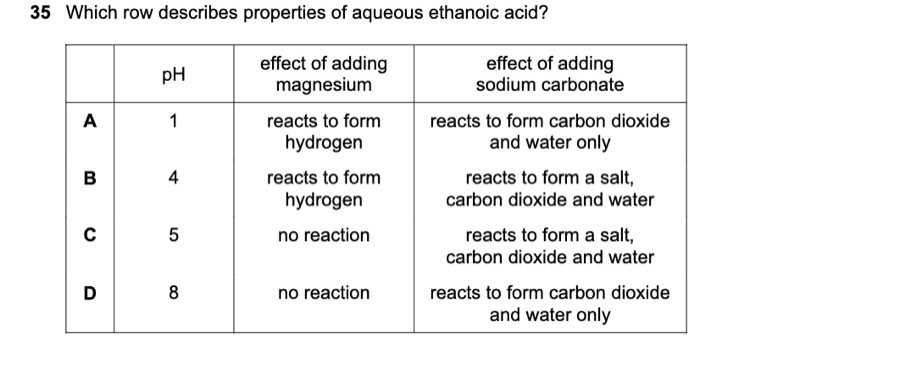 35 Which row describes properties of aqueous ethanoic acid?
pH
effect of adding
magnesium
effect of adding
sodium carbonate
A
1
reacts to form
hydrogen
reacts to form carbon dioxide
and water only
B
4
reacts to form
hydrogen
reacts to form a salt,
carbon dioxide and water
C
5
no reaction
reacts to form a salt,
carbon dioxide and water
D
8
no reaction
reacts to form carbon dioxide
and water only